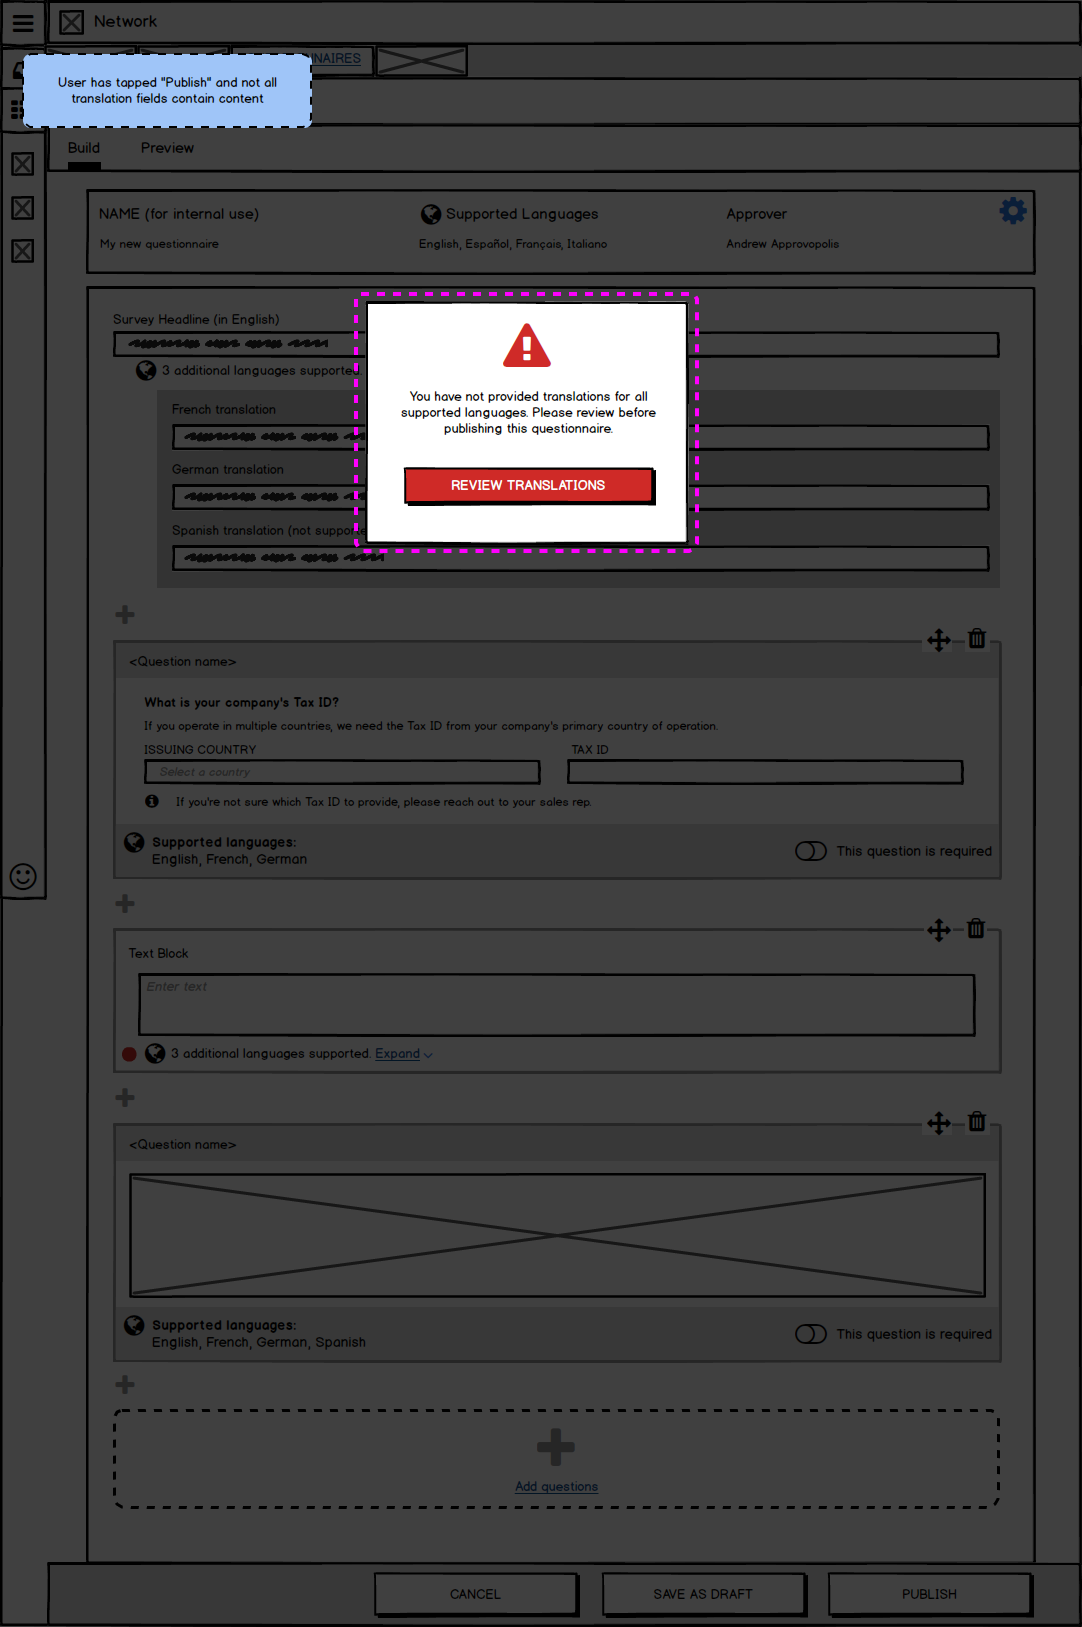 Network
NAIRES
User has tapped "Publish" and not all
translation fields contain content
Build
Preview
NAME (for internal use)
Supported Languages
Approver
My new questionnaire
English, Español, Français, Italiano
Andrew Approvopolis
Survey Headline (in English)
3 additional languages supported.
French translation
German translation
Spanish translation (not suppor
You have not provided translations for all
supported languages. Please review before
publishing this questionnaire.
REVIEW TRANSLATIONS
<Question name>
What is your company's Tax ID?
If you operate in multiple countries, we need the Tax ID from your company's primary country of operation.
ISSUING COUNTRY
TAX ID
Select a country
If you're not sure which Tax ID to provide, please reach out to your sales rep.
Supported languages:
English, French, German
This question is required
Text Block
Enter text
3 additional languages supported. Expand
<Question name>
Supported languages:
English, French, German, Spanish
This question is required
Add questions
CANCEL
SAVE AS DRAFT
PUBLISH